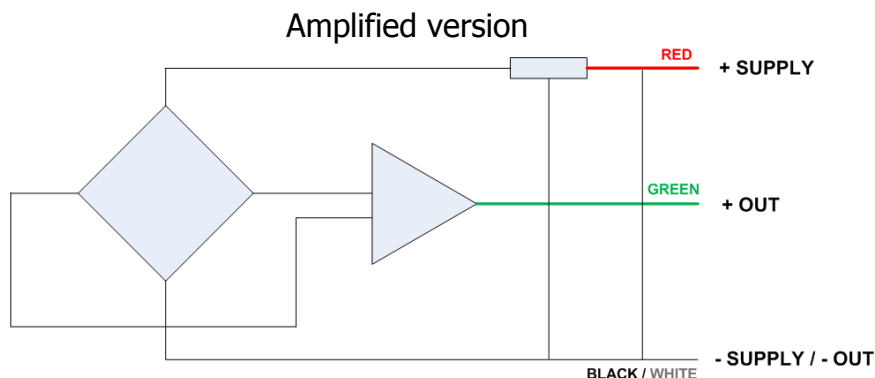 Amplified version
RED
+ SUPPLY
GREEN
+ OUT
- SUPPLY / - OUT
BLACK / WHITE